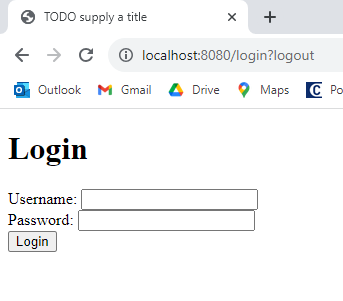 TODO supply a title
localhost:8080/login?logout
Outlook Gmail Drive Maps Po
Login
Username:
Password:
Login